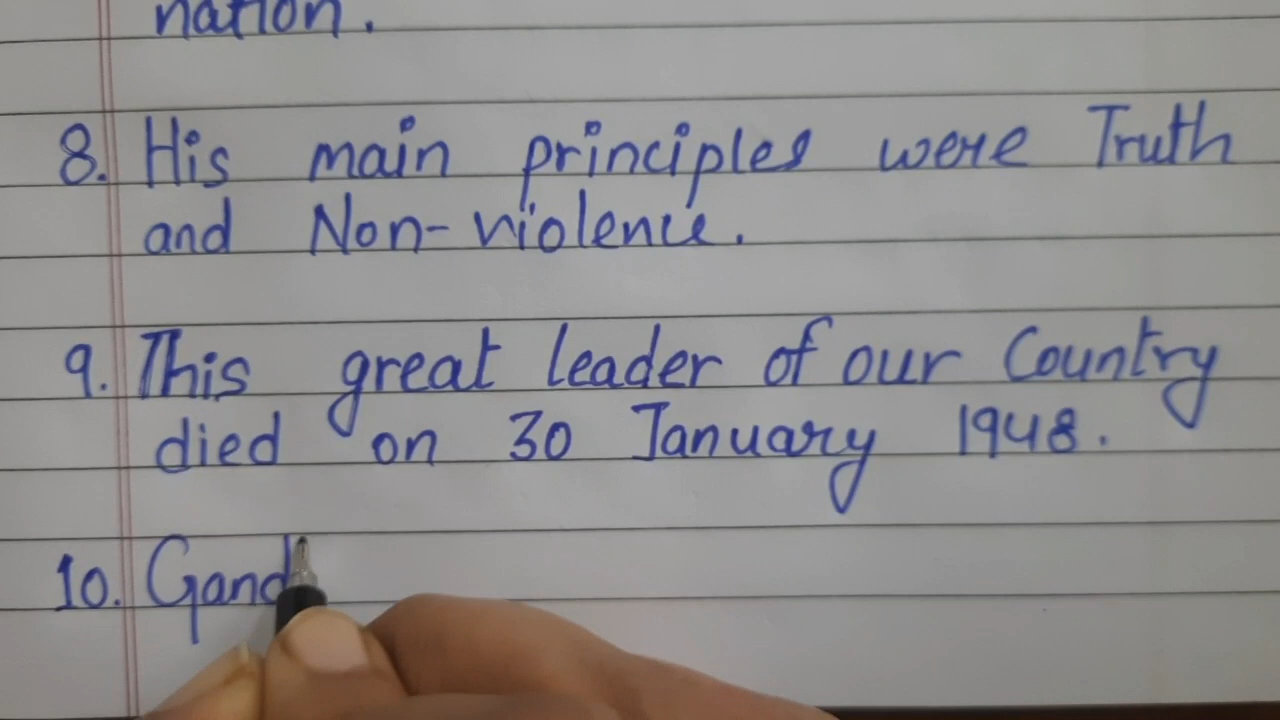 nation.
8. His main principles were Truth
and Non-violence.
9. This great leader of our Country
died on 30 January 1948.
10. Gand